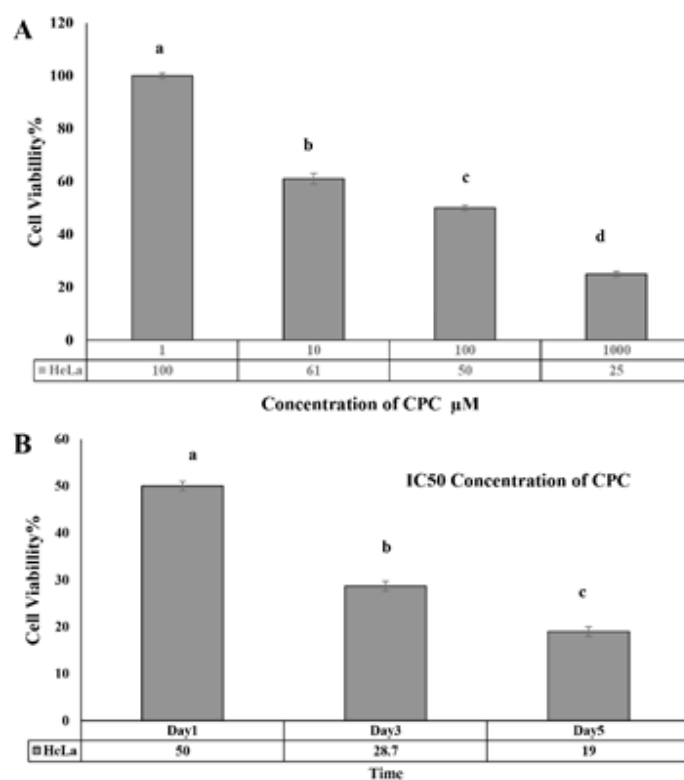 A
120
a
100
80
b
60
c
40
d
20
0
Cell Viabillity%
1 10 100 1000
HeLa 100 61 50 25
Concentration of CPC µM
B
60
a
IC50 Concentration of CPC
50
40
b
30
c
20
10
0
Cell Viabillity%
Day1 Day3 Day5
HeLa 50 28.7 19
Time